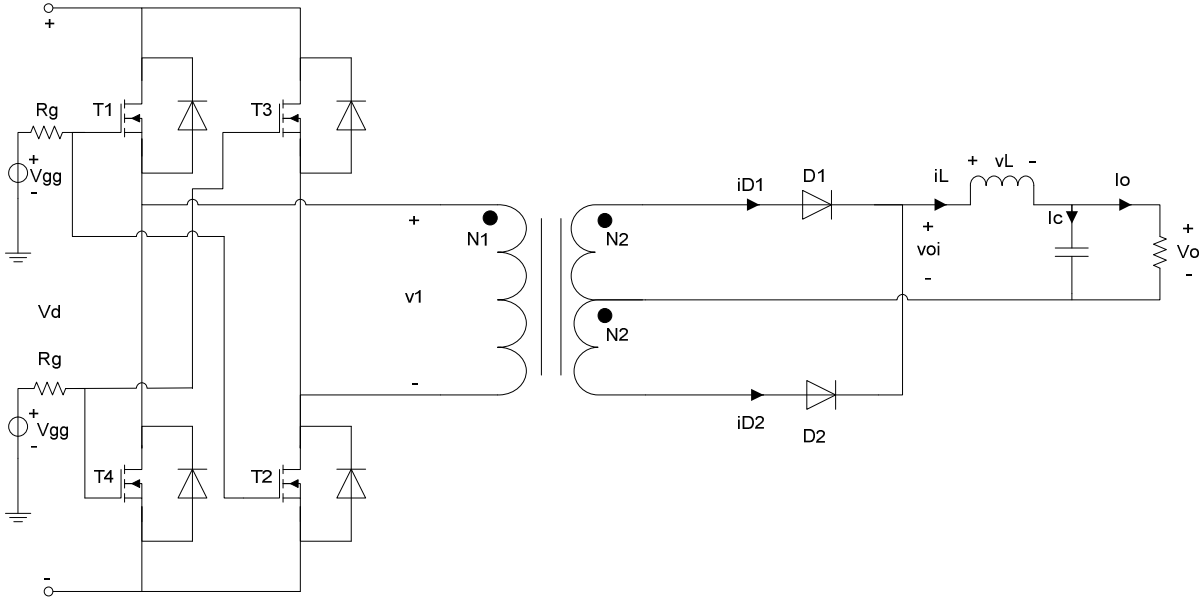 +
Rg
T1
T3
+
Vgg
-
D1
iD1
iL
+
vL
-
Io
+
N1
N2
+
voi
-
Ic
+
Vo
-
v1
Vd
N2
Rg
-
+
Vgg
-
iD2
D2
T4
T2
-